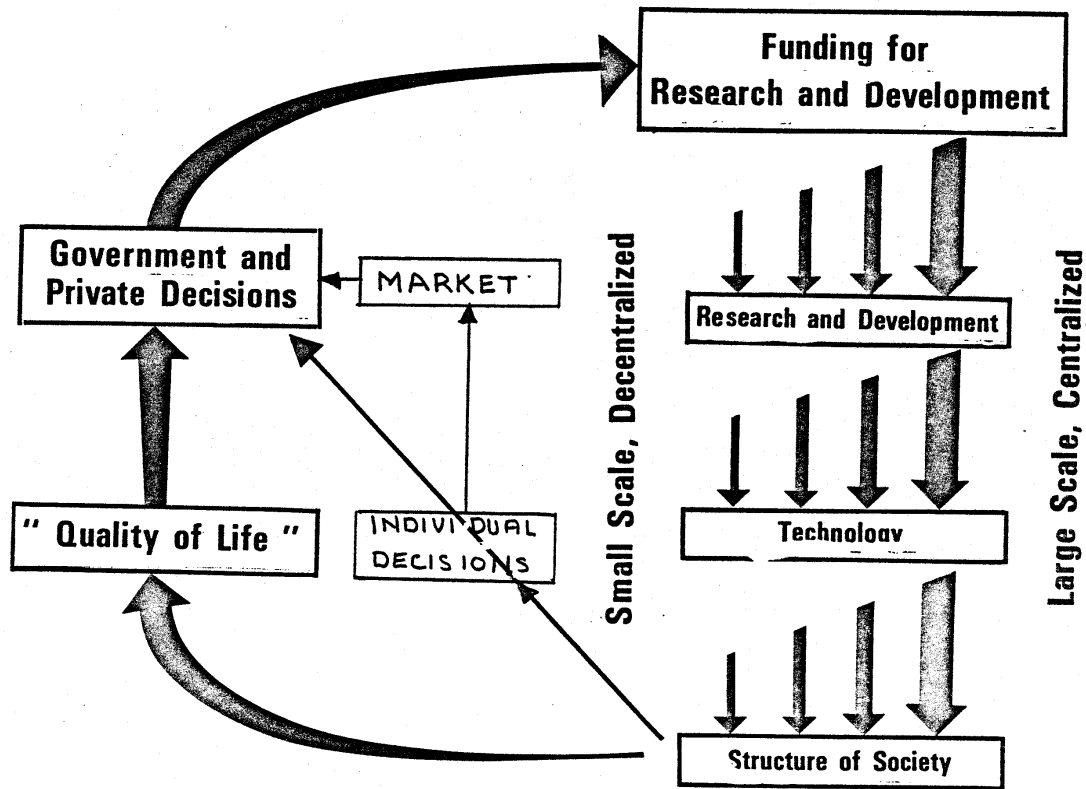 Funding for
Research and Development
Government and
Private Decisions
MARKET
Research and Development
Small Scale, Decentralized
Large Scale, Centralized
" Quality of Life "
INDIVIDUAL
DECISIONS
Technology
Structure of Society